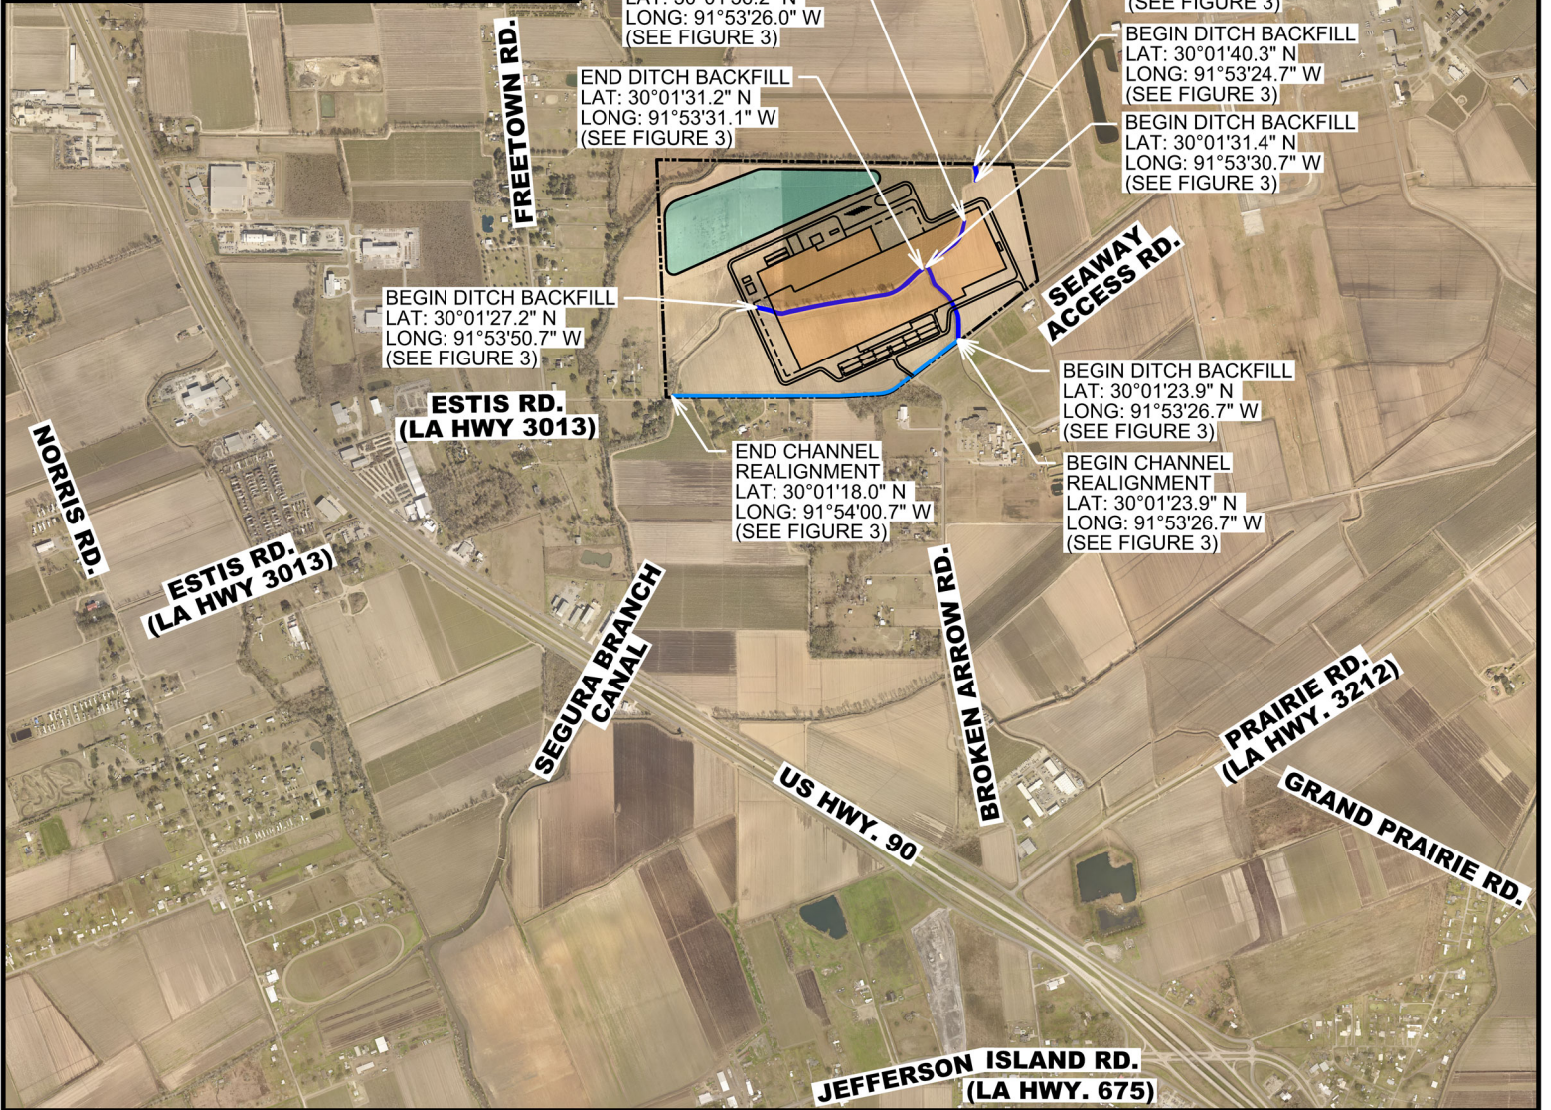 LONG: 91°53'26.0" W
(SEE FIGURE 3)
(SEE FIGURE 3)
BEGIN DITCH BACKFILL
LAT: 30°01'40.3" N
LONG: 91°53'24.7" W
(SEE FIGURE 3)
END DITCH BACKFILL
LAT: 30°01'31.2" N
LONG: 91°53'31.1" W
(SEE FIGURE 3)
BEGIN DITCH BACKFILL
LAT: 30°01'31.4" N
LONG: 91°53'30.7" W
(SEE FIGURE 3)
FREETOWN RD.
SEAWAY
ACCESS RD.
BEGIN DITCH BACKFILL
LAT: 30°01'27.2" N
LONG: 91°53'50.7" W
(SEE FIGURE 3)
BEGIN DITCH BACKFILL
LAT: 30°01'23.9" N
LONG: 91°53'26.7" W
(SEE FIGURE 3)
ESTIS RD.
(LA HWY 3013)
END CHANNEL
REALIGNMENT
LAT: 30°01'18.0" N
LONG: 91°54'00.7" W
(SEE FIGURE 3)
BEGIN CHANNEL
REALIGNMENT
LAT: 30°01'23.9" N
LONG: 91°53'26.7" W
(SEE FIGURE 3)
NORRIS RD.
ESTIS RD.
(LA HWY 3013)
SEGURA BRANCH
CANAL
BROKEN ARROW RD.
PRAIRIE RD.
(LA HWY. 3212)
US HWY. 90
GRAND PRAIRIE RD.
JEFFERSON ISLAND RD.
(LA HWY. 675)